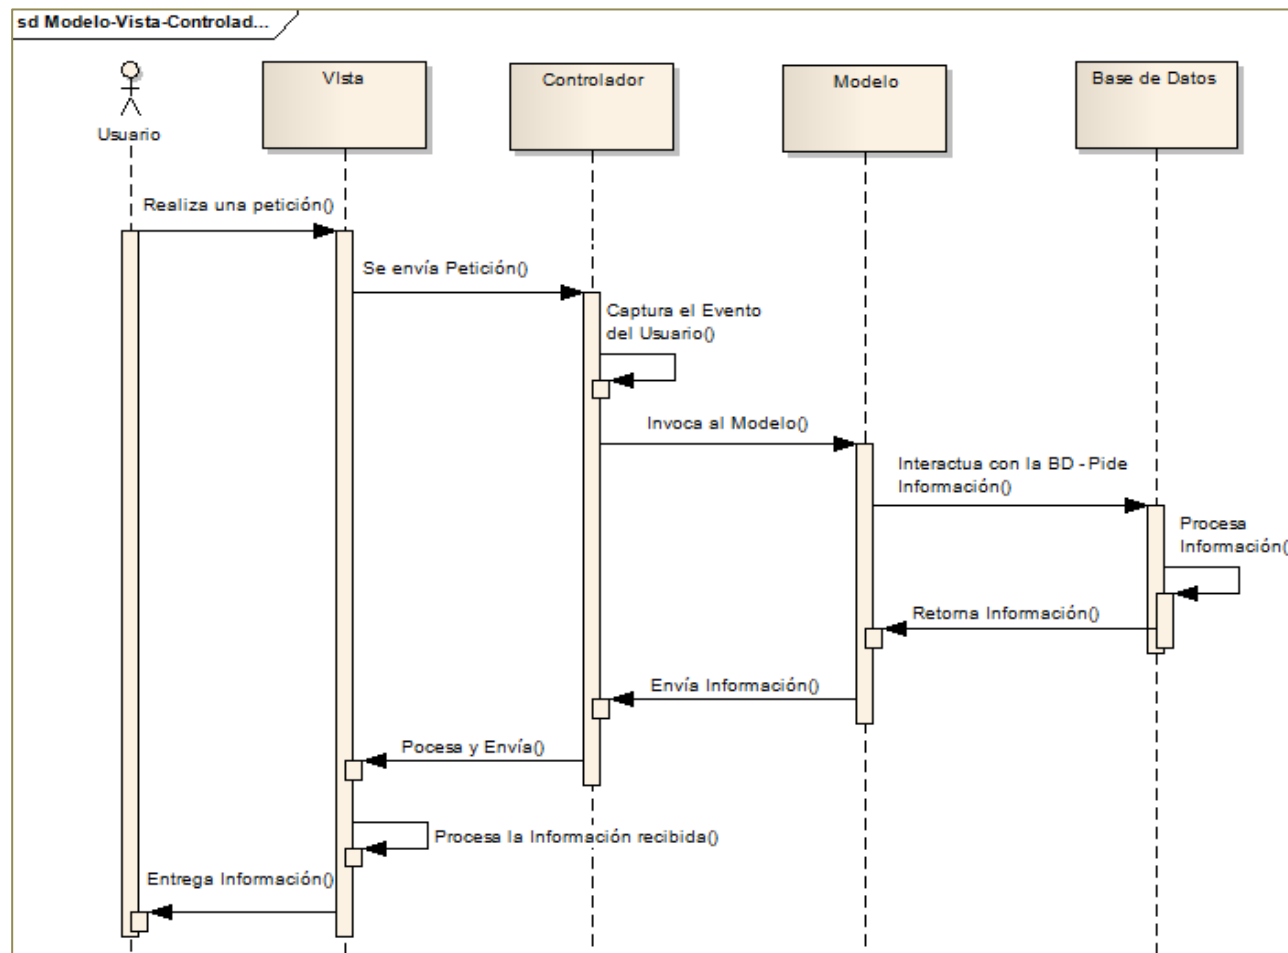 sd Modelo-Vista-Controlad...
VIsta
Controlador
Modelo
Base de Datos
Usuario
Realiza una petición()
Se envía Petición()
Captura el Evento
del Usuario()
Invoca al Modelo()
Interactua con la BD - Pide
Información()
Procesa
Información()
Retorna Información()
Envía Información()
Pocesa y Envía()
Procesa la Información recibida()
Entrega Información()